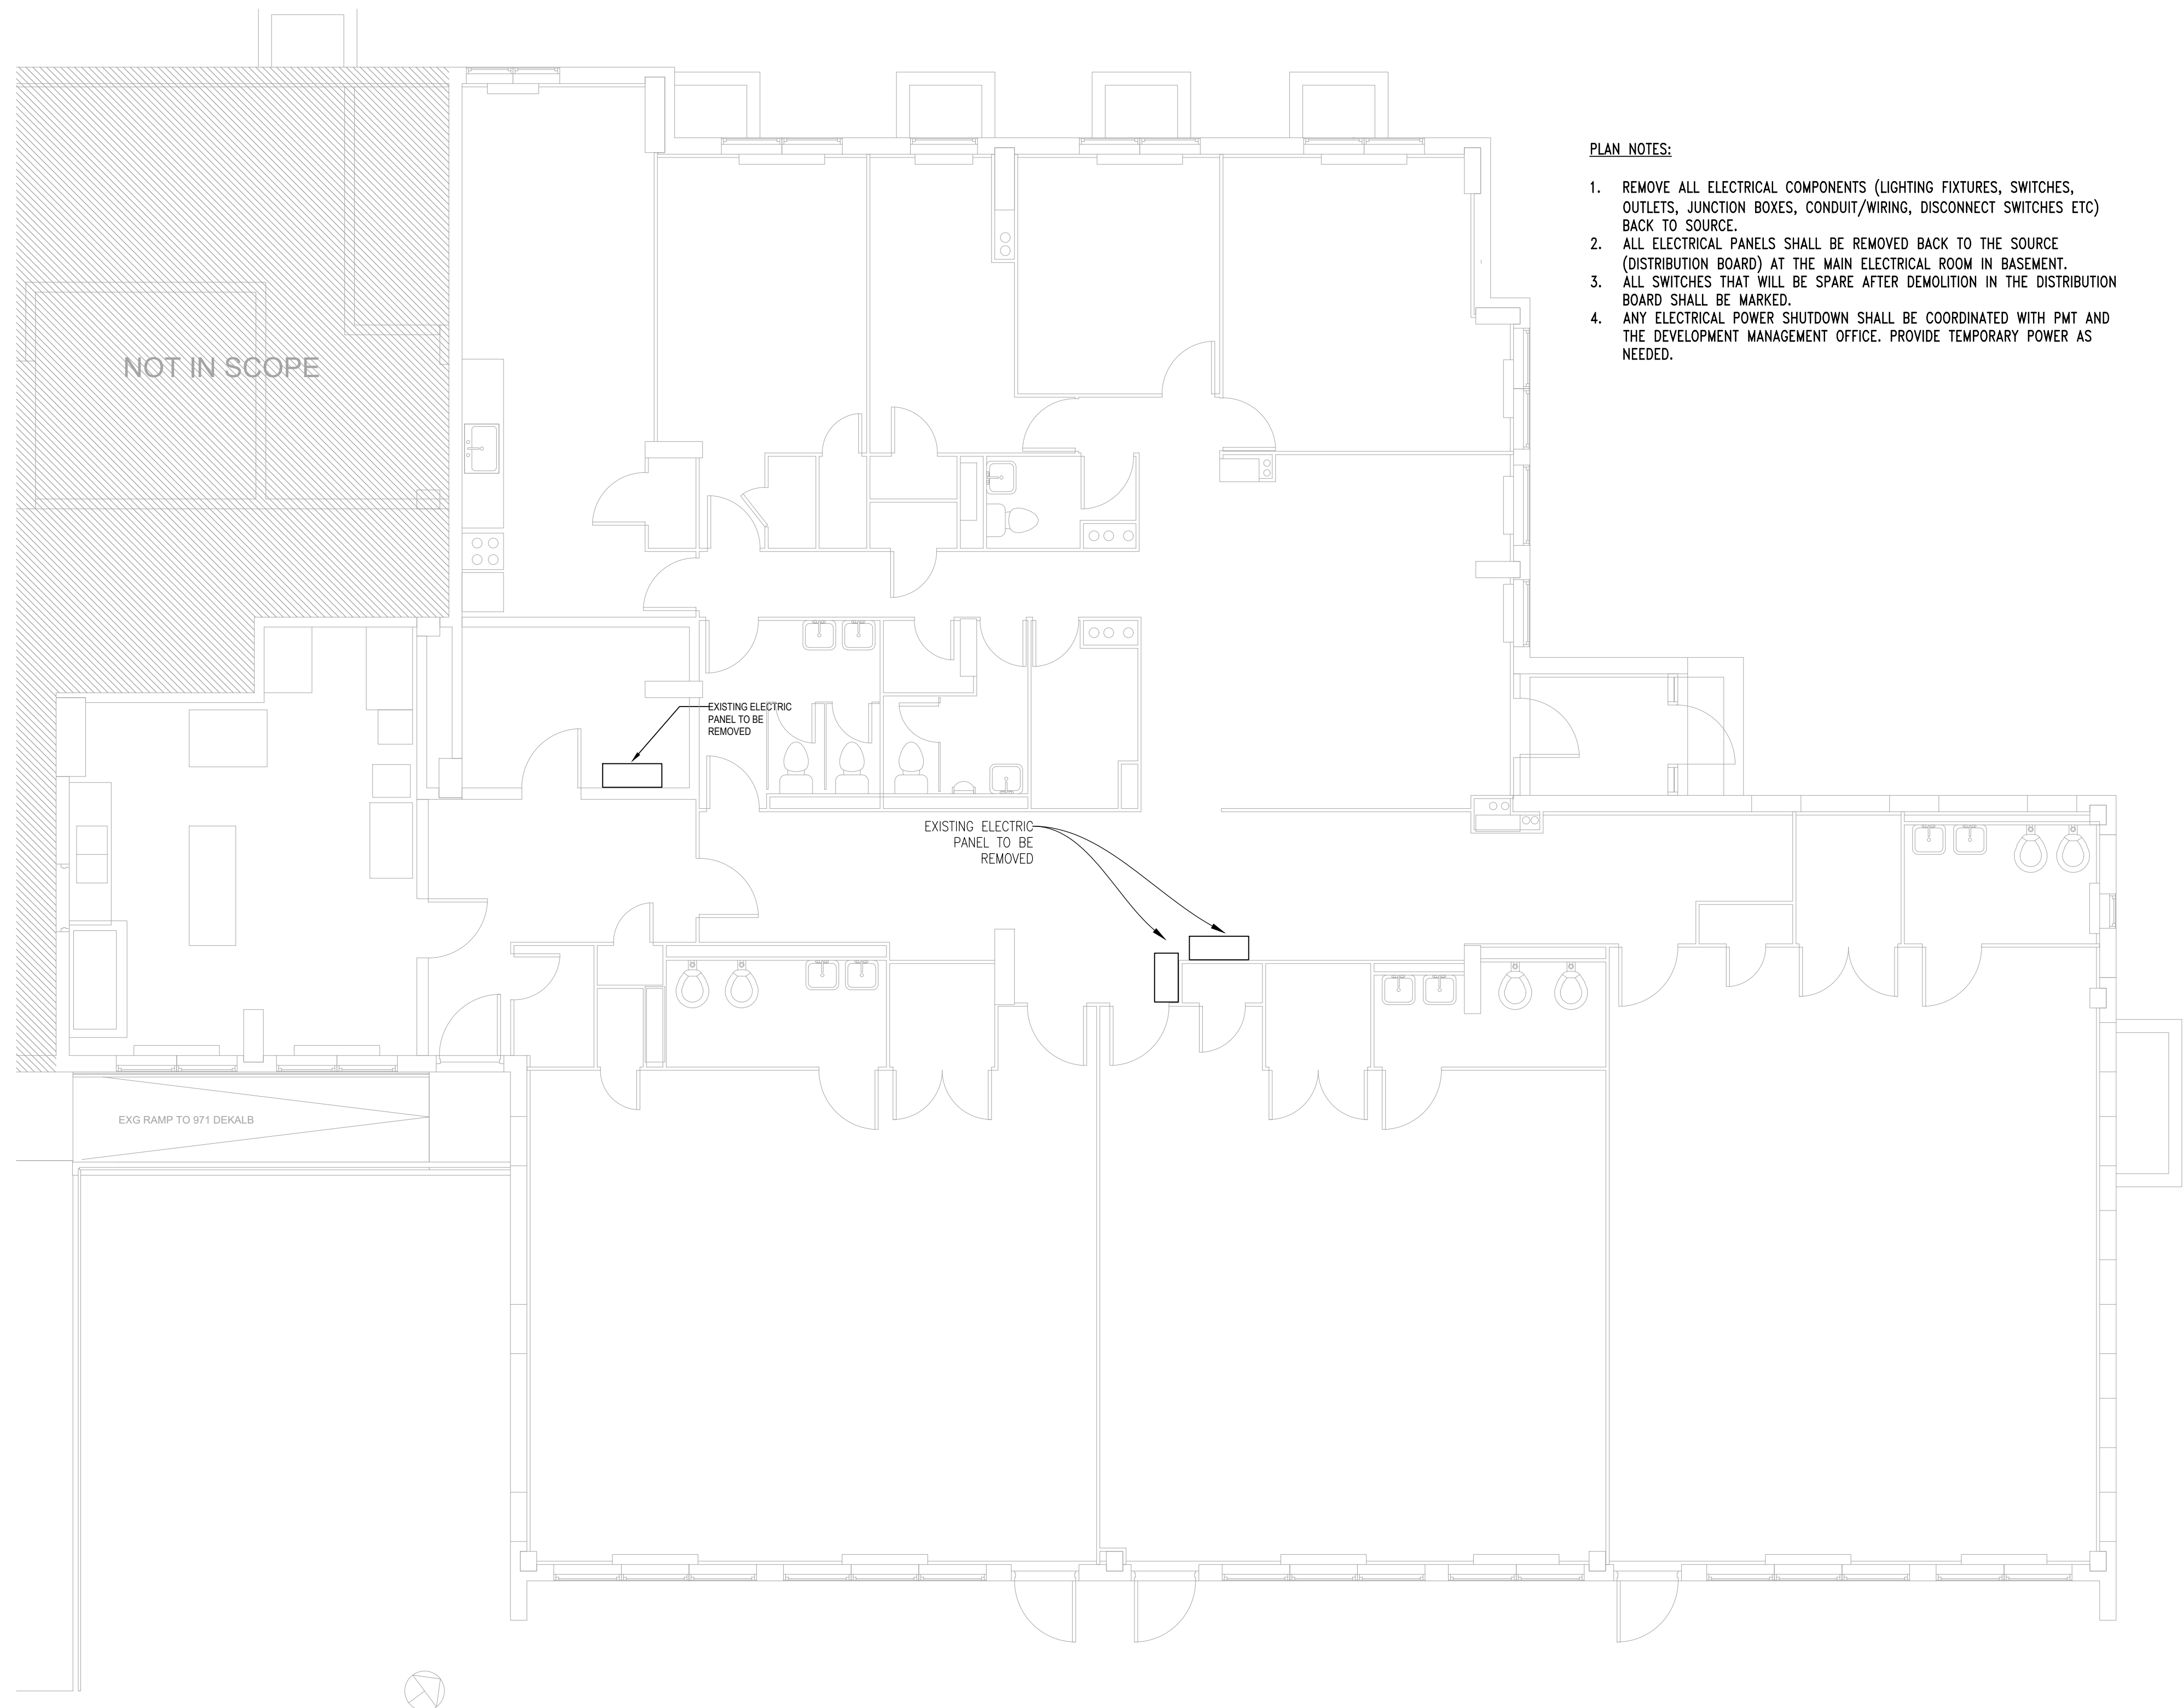 PLAN NOTES:
1. REMOVE ALL ELECTRICAL COMPONENTS (LIGHTING FIXTURES, SWITCHES,
OUTLETS, JUNCTION BOXES, CONDUIT/WIRING, DISCONNECT SWITCHES ETC)
BACK TO SOURCE.
2. ALL ELECTRICAL PANELS SHALL BE REMOVED BACK TO THE SOURCE
(DISTRIBUTION BOARD) AT THE MAIN ELECTRICAL ROOM IN BASEMENT.
3. ALL SWITCHES THAT WILL BE SPARE AFTER DEMOLITION IN THE DISTRIBUTION
BOARD SHALL BE MARKED.
4. ANY ELECTRICAL POWER SHUTDOWN SHALL BE COORDINATED WITH PMT AND
THE DEVELOPMENT MANAGEMENT OFFICE. PROVIDE TEMPORARY POWER AS
NEEDED.
NOT IN SCOPE
EXISTING ELECTRIC
PANEL TO BE
REMOVED
EXISTING ELECTRIC
PANEL TO BE
REMOVED
EXG RAMP TO 971 DEKALB